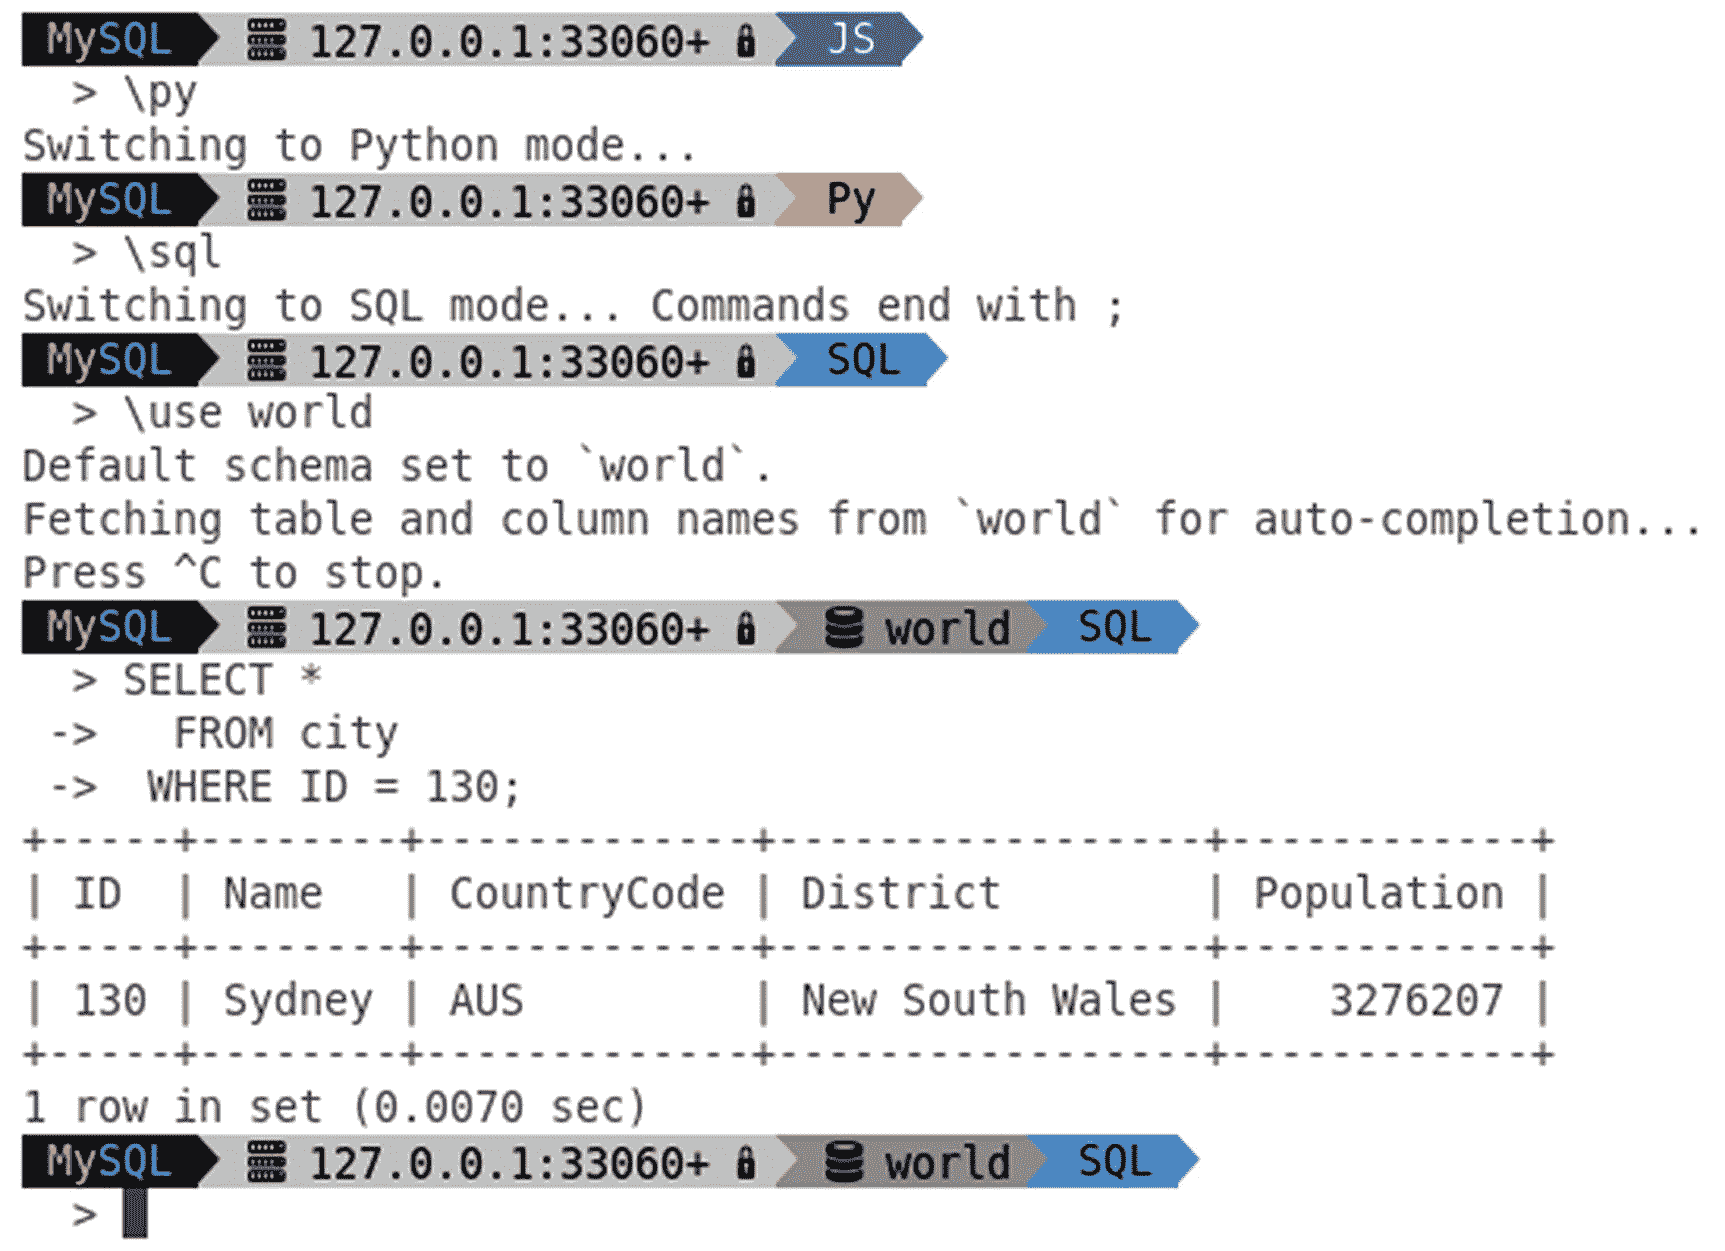 MySQL 127.0.0.1:33060+ JS
> \py
Switching to Python mode...
MySQL 127.0.0.1:33060+ Py
> \sql
Switching to SQL mode... Commands end with ;
MySQL 127.0.0.1:33060+ SQL
> \use world
Default schema set to `world`.
Fetching table and column names from `world` for auto-completion...
Press ^C to stop.
MySQL 127.0.0.1:33060+ world SQL
> SELECT *
->   FROM city
->  WHERE ID = 130;
+-----+--------+-------------+-----------------+------------+
| ID  | Name   | CountryCode | District        | Population |
+-----+--------+-------------+-----------------+------------+
| 130 | Sydney | AUS         | New South Wales |    3276207 |
+-----+--------+-------------+-----------------+------------+
1 row in set (0.0070 sec)
MySQL 127.0.0.1:33060+ world SQL
>